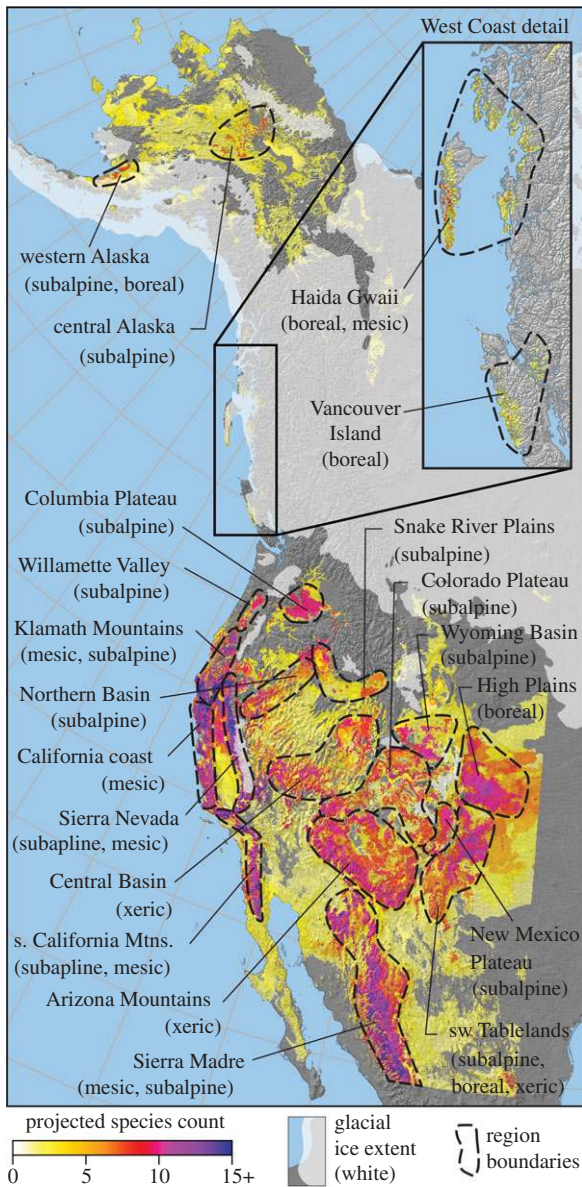 West Coast detail
western Alaska
(subalpine, boreal)
central Alaska
(subalpine)
Haida Gwaii
(boreal, mesic)
Vancouver
Island
(boreal)
Columbia Plateau
(subalpine)
Willamette Valley
(subalpine)
Klamath Mountains
(mesic, subalpine)
Northern Basin
(subalpine)
California coast
(mesic)
Sierra Nevada
(subapline, mesic)
Central Basin
(xeric)
s. California Mtns.
(subapline, mesic)
Arizona Mountains
(xeric)
Sierra Madre
(mesic, subalpine)
Snake River Plains
(subalpine)
Colorado Plateau
(subalpine)
Wyoming Basin
(subalpine)
High Plains
(boreal)
New Mexico
Plateau
(subalpine)
sw Tablelands
(subalpine,
boreal, xeric)
projected species count
0 5 10 15+
glacial
ice extent
(white)
region
boundaries